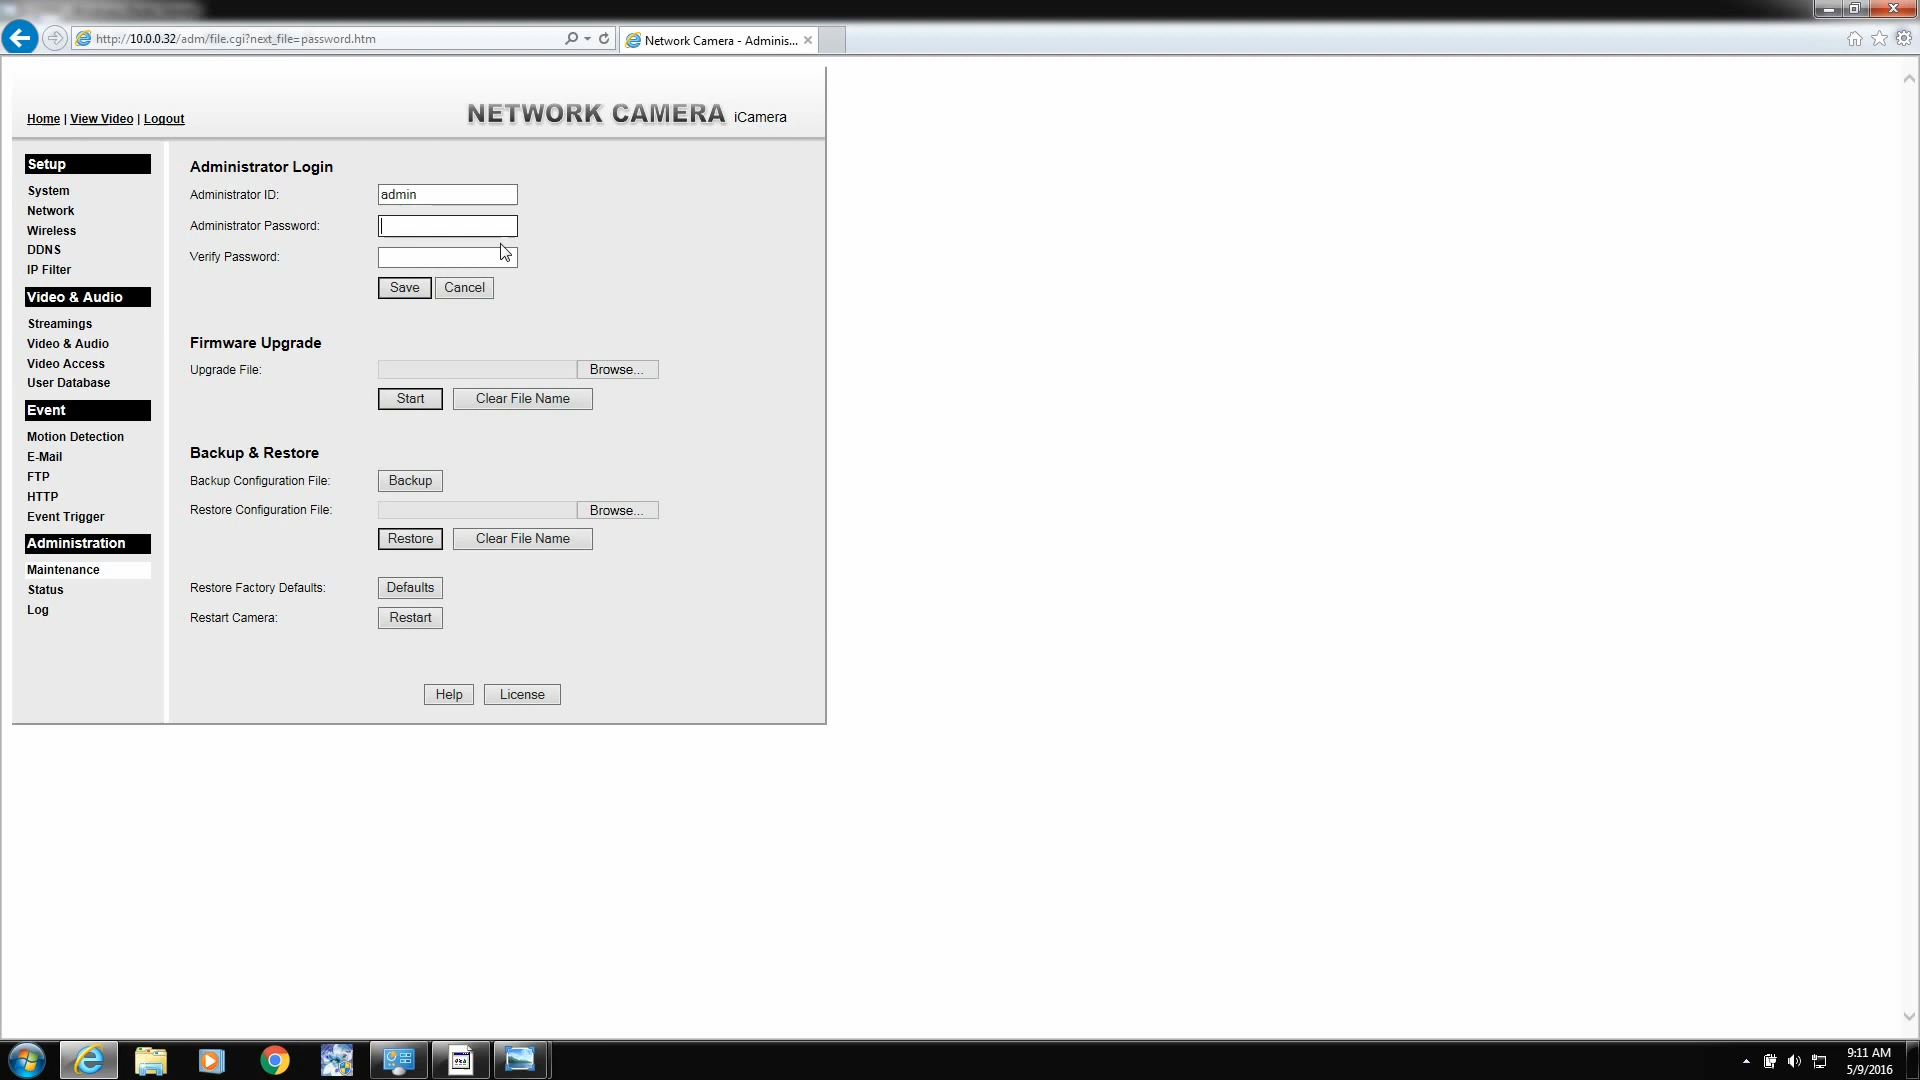 http://10.0.0.32/adm/file.cgi?next_file=password.htm
Network Camera - Adminis...
Home | View Video | Logout
NETWORK CAMERA iCamera
Setup
System
Network
Wireless
DDNS
IP Filter
Video & Audio
Streamings
Video & Audio
Video Access
User Database
Event
Motion Detection
E-Mail
FTP
HTTP
Event Trigger
Administration
Maintenance
Status
Log
Administrator Login
Administrator ID: admin
Administrator Password:
Verify Password:
Save Cancel
Firmware Upgrade
Upgrade File: Browse...
Start Clear File Name
Backup & Restore
Backup Configuration File: Backup
Restore Configuration File: Browse...
Restore Clear File Name
Restore Factory Defaults: Defaults
Restart Camera: Restart
Help License
9:11 AM
5/9/2016